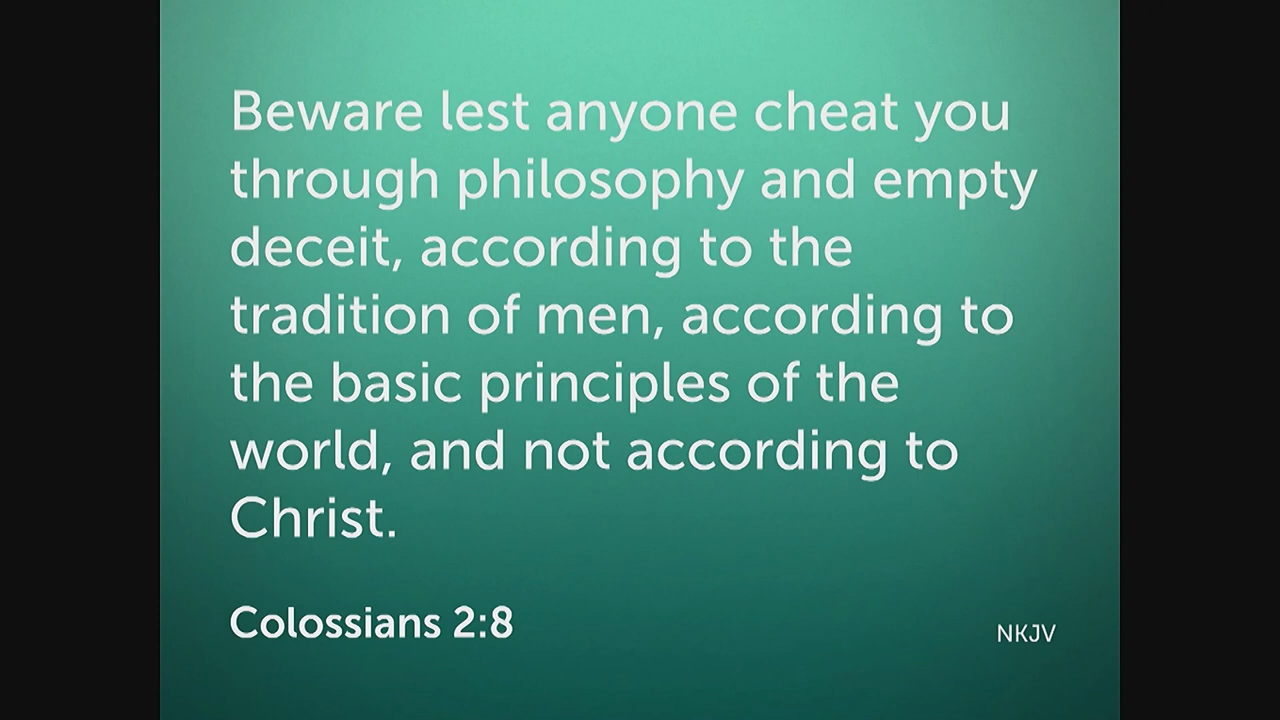 Beware lest anyone cheat you
through philosophy and empty
deceit, according to the
tradition of men, according to
the basic principles of the
world, and not according to
Christ.
Colossians 2:8
NKJV